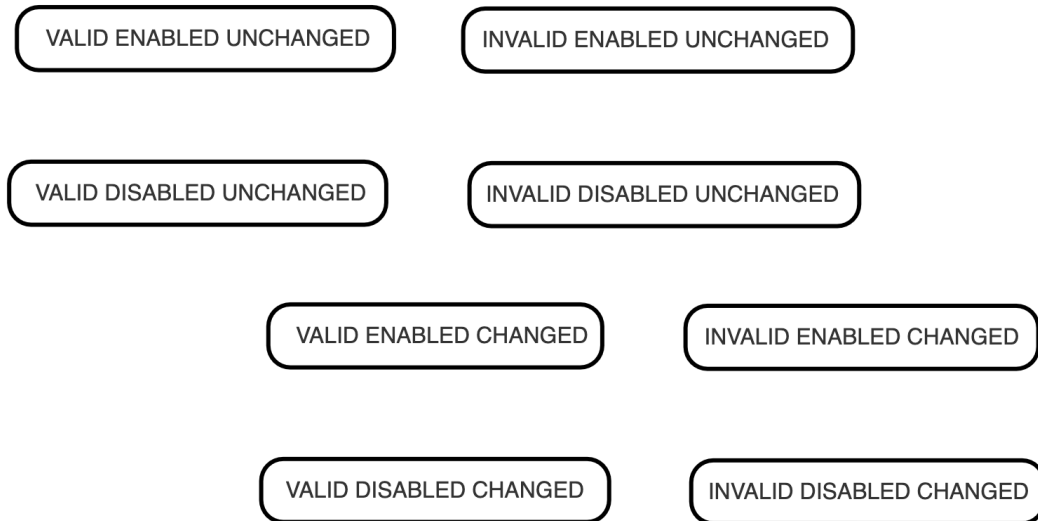 VALID ENABLED UNCHANGED
INVALID ENABLED UNCHANGED
VALID DISABLED UNCHANGED
INVALID DISABLED UNCHANGED
VALID ENABLED CHANGED
INVALID ENABLED CHANGED
VALID DISABLED CHANGED
INVALID DISABLED CHANGED